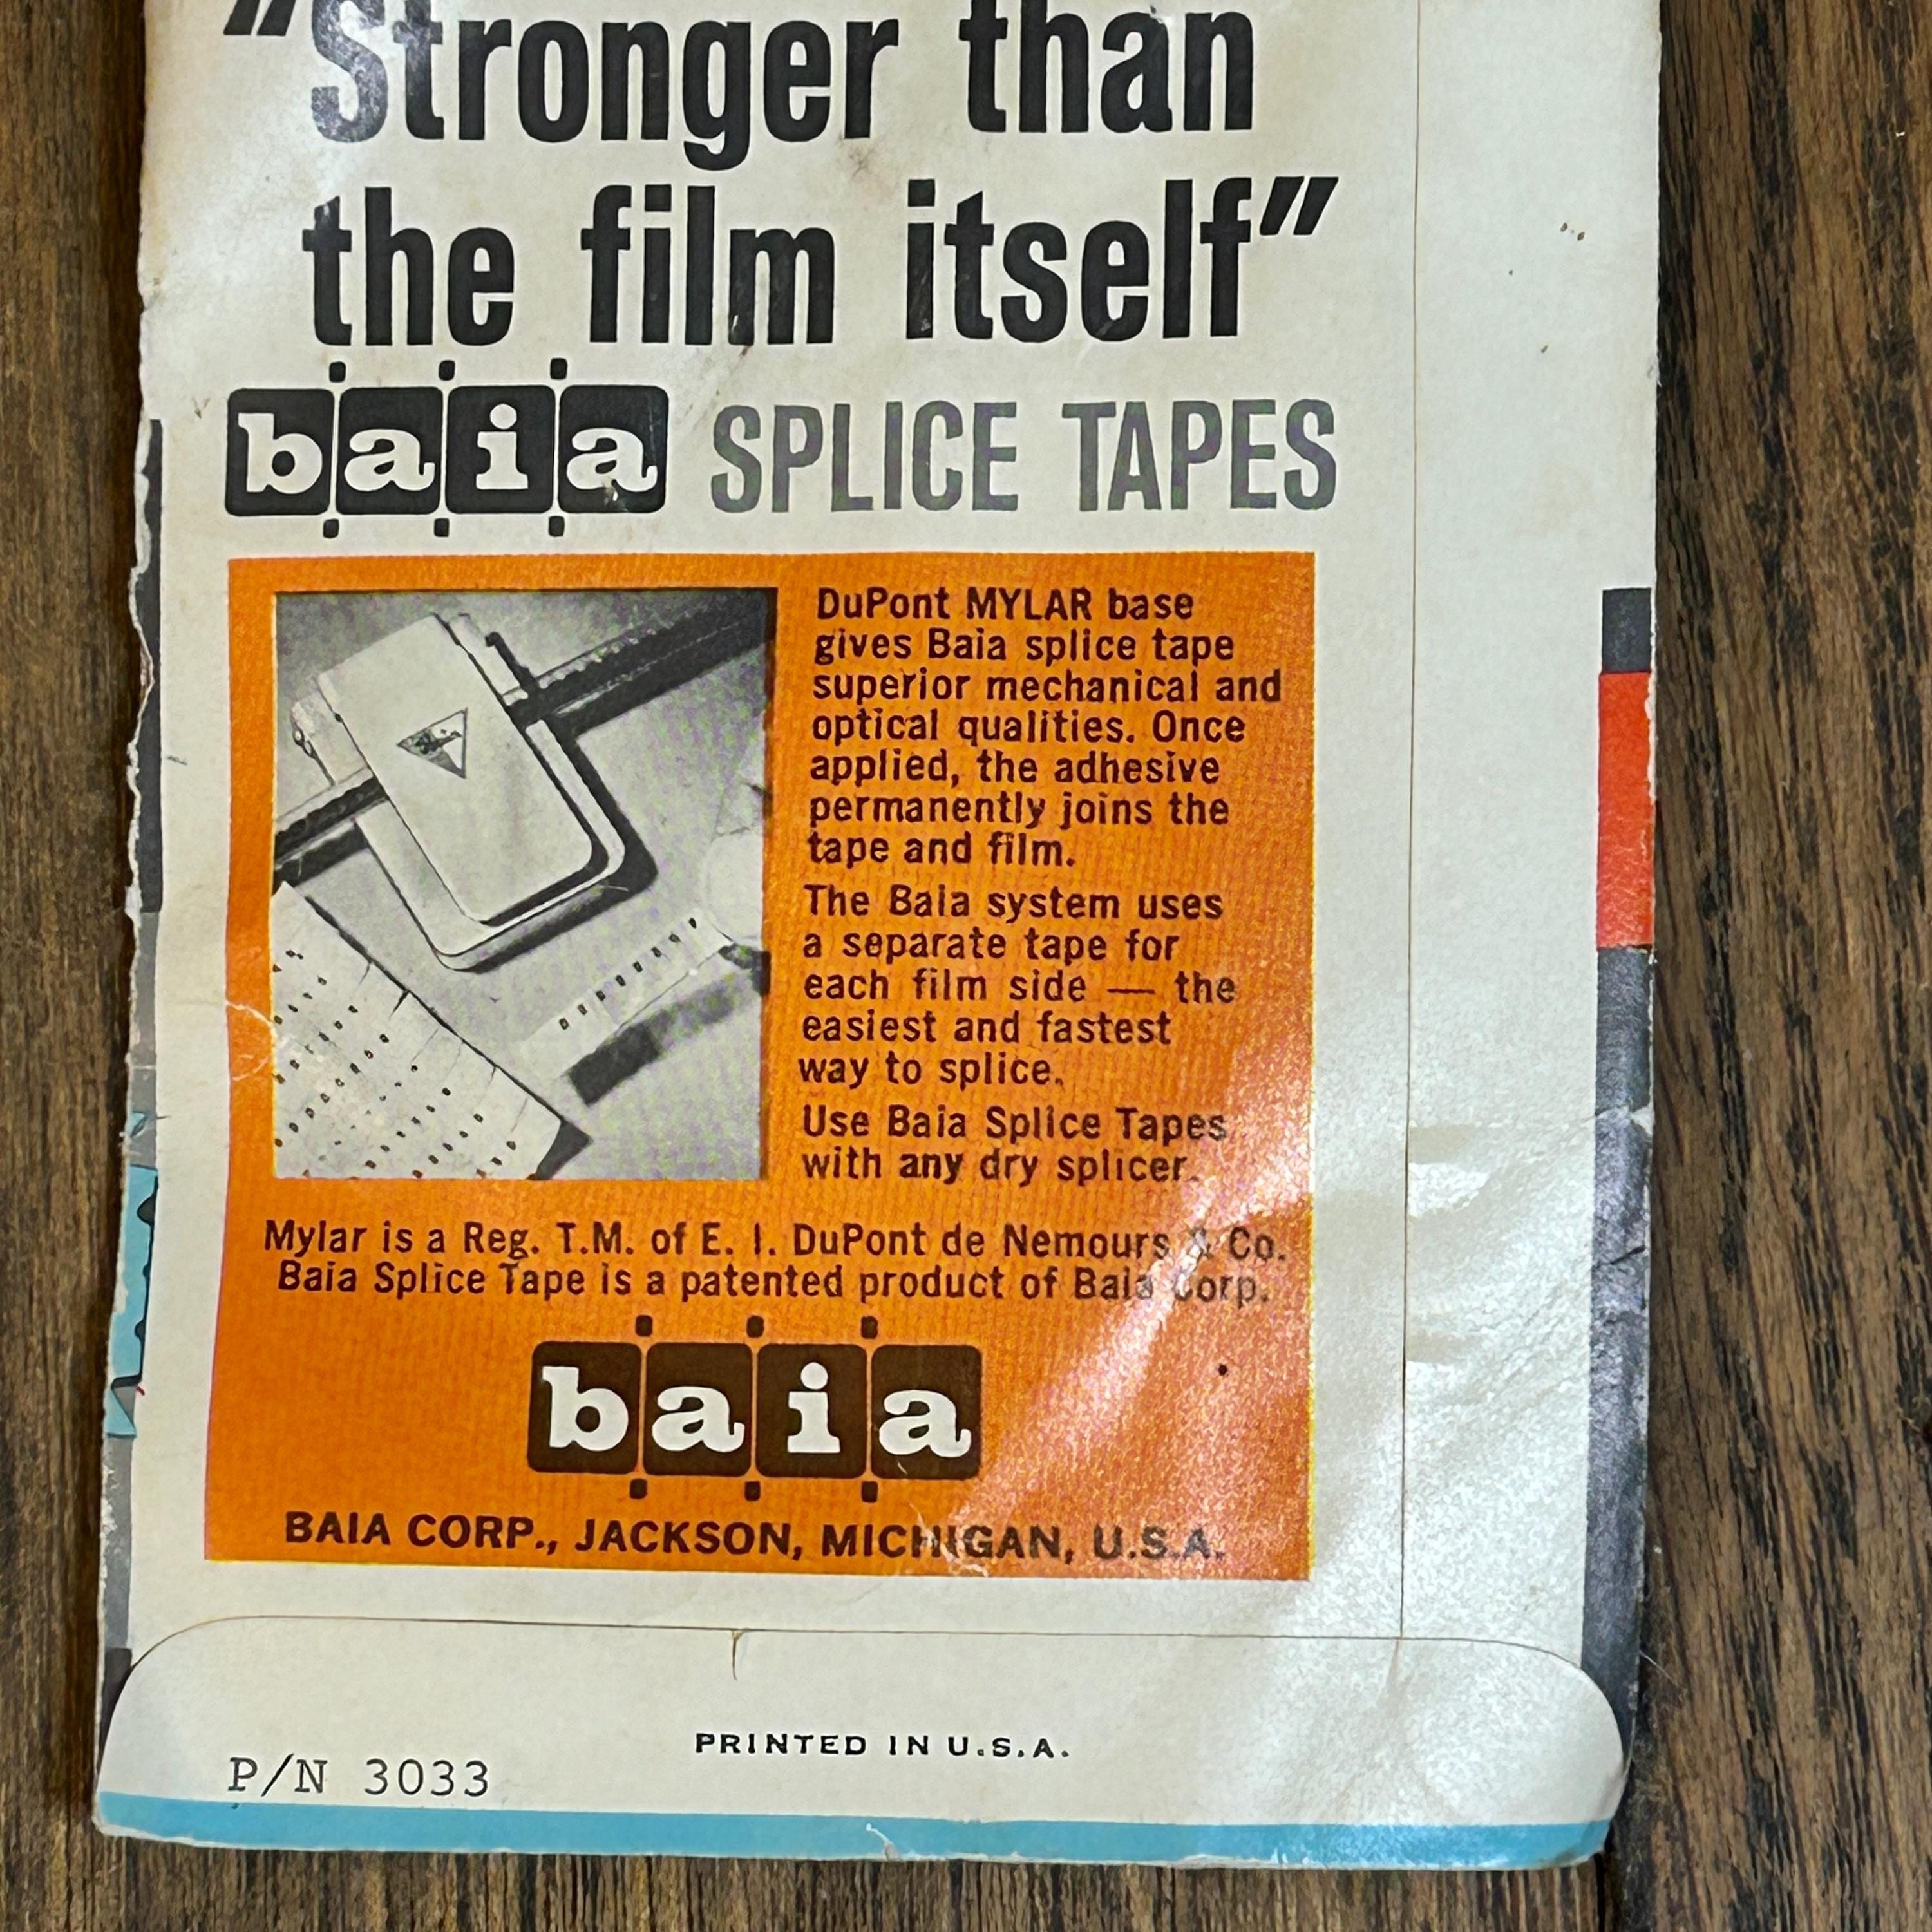 "Stronger than
the film itself"
baia SPLICE TAPES
DuPont MYLAR base
gives Baia splice tape
superior mechanical and
optical qualities. Once
applied, the adhesive
permanently joins the
tape and film.
The Baia system uses
a separate tape for
each film side — the
easiest and fastest
way to splice.
Use Baia Splice Tapes
with any dry splicer.
Mylar is a Reg. T.M. of E. I. DuPont de Nemours & Co.
Baia Splice Tape is a patented product of Baia Corp.
baia
BAIA CORP., JACKSON, MICHIGAN, U.S.A.
PRINTED IN U.S.A.
P/N 3033